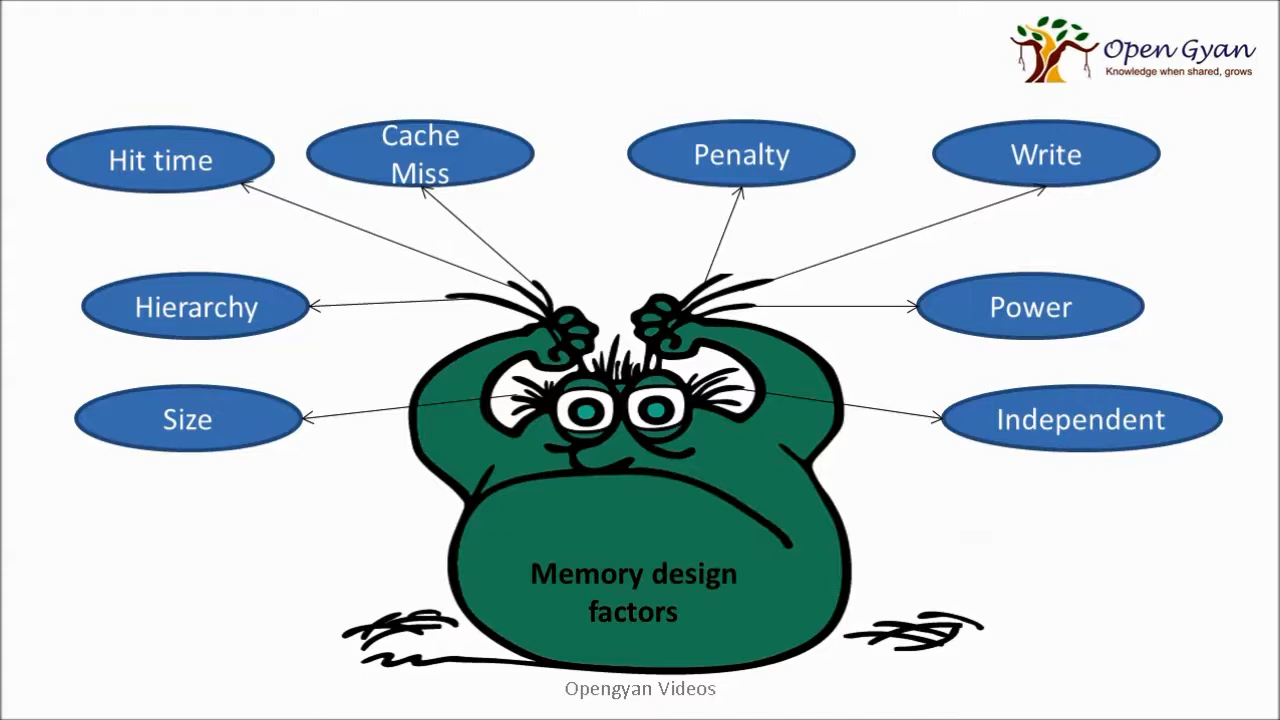 Open Gyan
Knowledge when shared, grows
Hit time
Cache
Miss
Penalty
Write
Hierarchy
Power
Size
Independent
Memory design
factors
Opengyan Videos